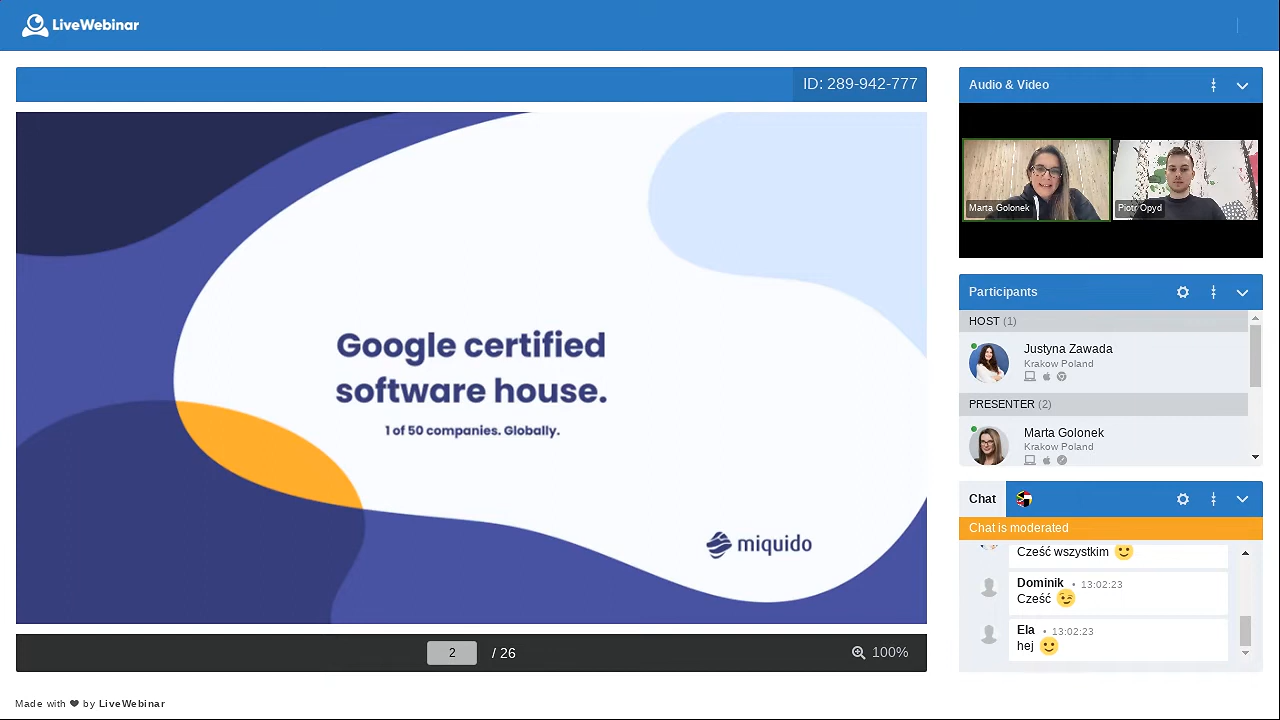 LiveWebinar
ID: 289-942-777
Google certified
software house.
1 of 50 companies. Globally.
miquido
2 / 26
100%
Made with ❤ by LiveWebinar
Audio & Video
Marta Golonek
Piotr Opyd
Participants
HOST (1)
Justyna Zawada
Krakow Poland
PRESENTER (2)
Marta Golonek
Krakow Poland
Chat
Chat is moderated
Cześć wszystkim 🙂
Dominik • 13:02:23
Cześć 😉
Ela • 13:02:23
hej 🙂